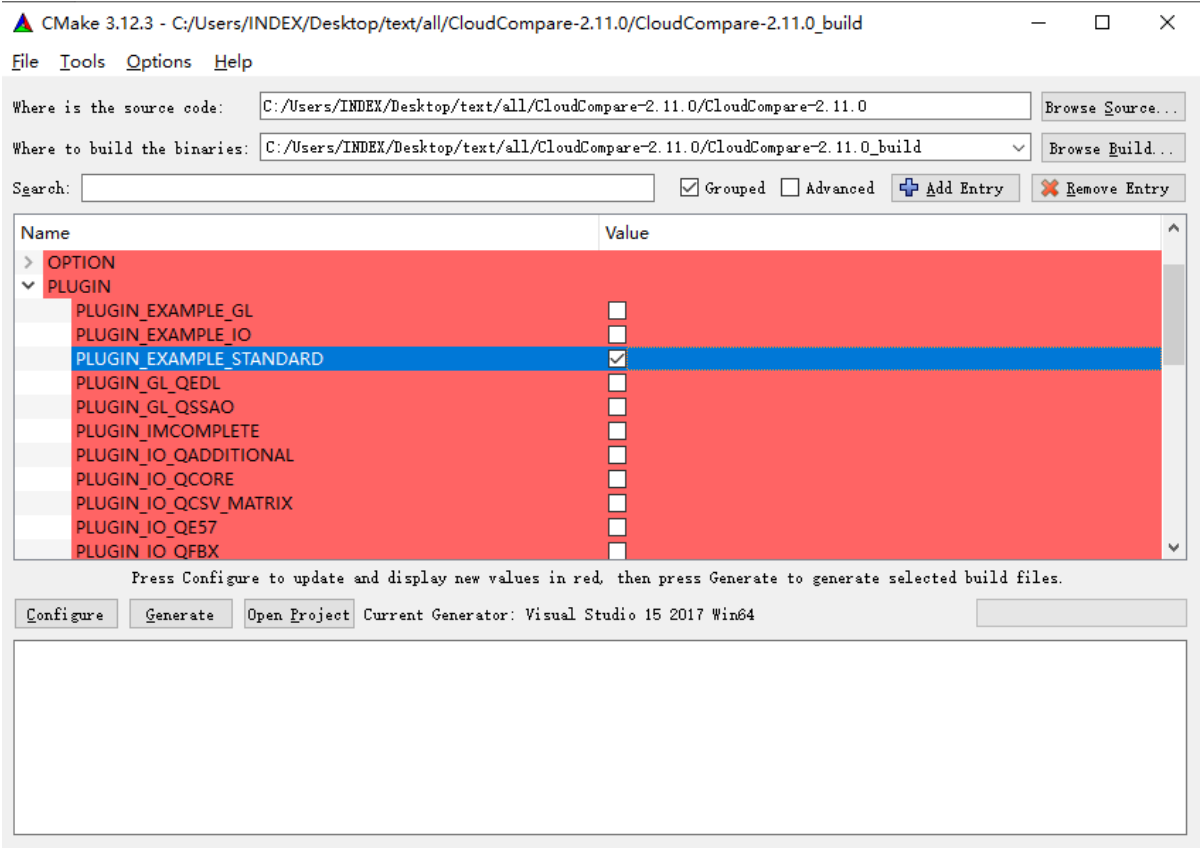 CMake 3.12.3 - C:/Users/INDEX/Desktop/text/all/CloudCompare-2.11.0/CloudCompare-2.11.0_build
File Tools Options Help
Where is the source code: C:/Users/INDEX/Desktop/text/all/CloudCompare-2.11.0/CloudCompare-2.11.0 Browse Source...
Where to build the binaries: C:/Users/INDEX/Desktop/text/all/CloudCompare-2.11.0/CloudCompare-2.11.0_build Browse Build...
Search: Grouped Advanced Add Entry Remove Entry
Name Value
OPTION
PLUGIN
PLUGIN_EXAMPLE_GL
PLUGIN_EXAMPLE_IO
PLUGIN_EXAMPLE_STANDARD
PLUGIN_GL_QEDL
PLUGIN_GL_QSSAO
PLUGIN_IMCOMPLETE
PLUGIN_IO_QADDITIONAL
PLUGIN_IO_QCORE
PLUGIN_IO_QCSV_MATRIX
PLUGIN_IO_QE57
PLUGIN_IO_QFBX
Press Configure to update and display new values in red, then press Generate to generate selected build files.
Configure Generate Open Project Current Generator: Visual Studio 15 2017 Win64